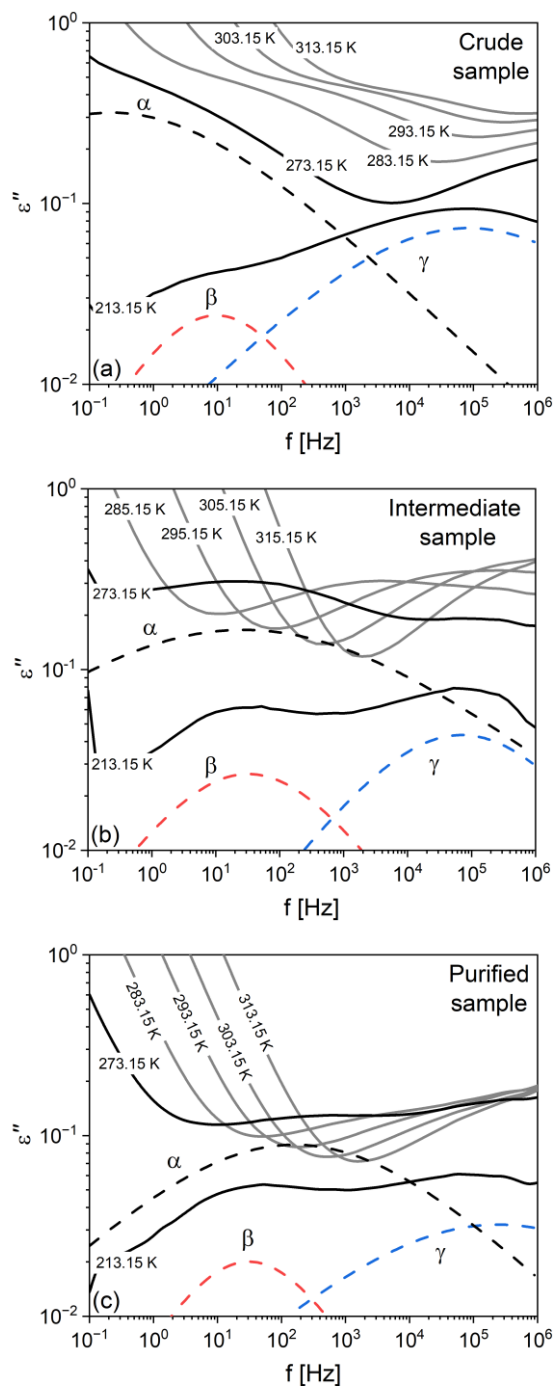 10⁰
303.15 K
313.15 K
Crude
sample
α
293.15 K
273.15 K
283.15 K
ε''
10⁻¹
γ
213.15 K
β
(a)
10⁻²
10⁻¹ 10⁰ 10¹ 10² 10³ 10⁴ 10⁵ 10⁶
f [Hz]
10⁰
285.15 K
305.15 K
Intermediate
sample
295.15 K
315.15 K
273.15 K
α
ε''
10⁻¹
213.15 K
β
γ
(b)
10⁻²
10⁻¹ 10⁰ 10¹ 10² 10³ 10⁴ 10⁵ 10⁶
f [Hz]
10⁰
Purified
sample
283.15 K
293.15 K
303.15 K
313.15 K
273.15 K
α
ε''
10⁻¹
213.15 K
β
γ
(c)
10⁻²
10⁻¹ 10⁰ 10¹ 10² 10³ 10⁴ 10⁵ 10⁶
f [Hz]